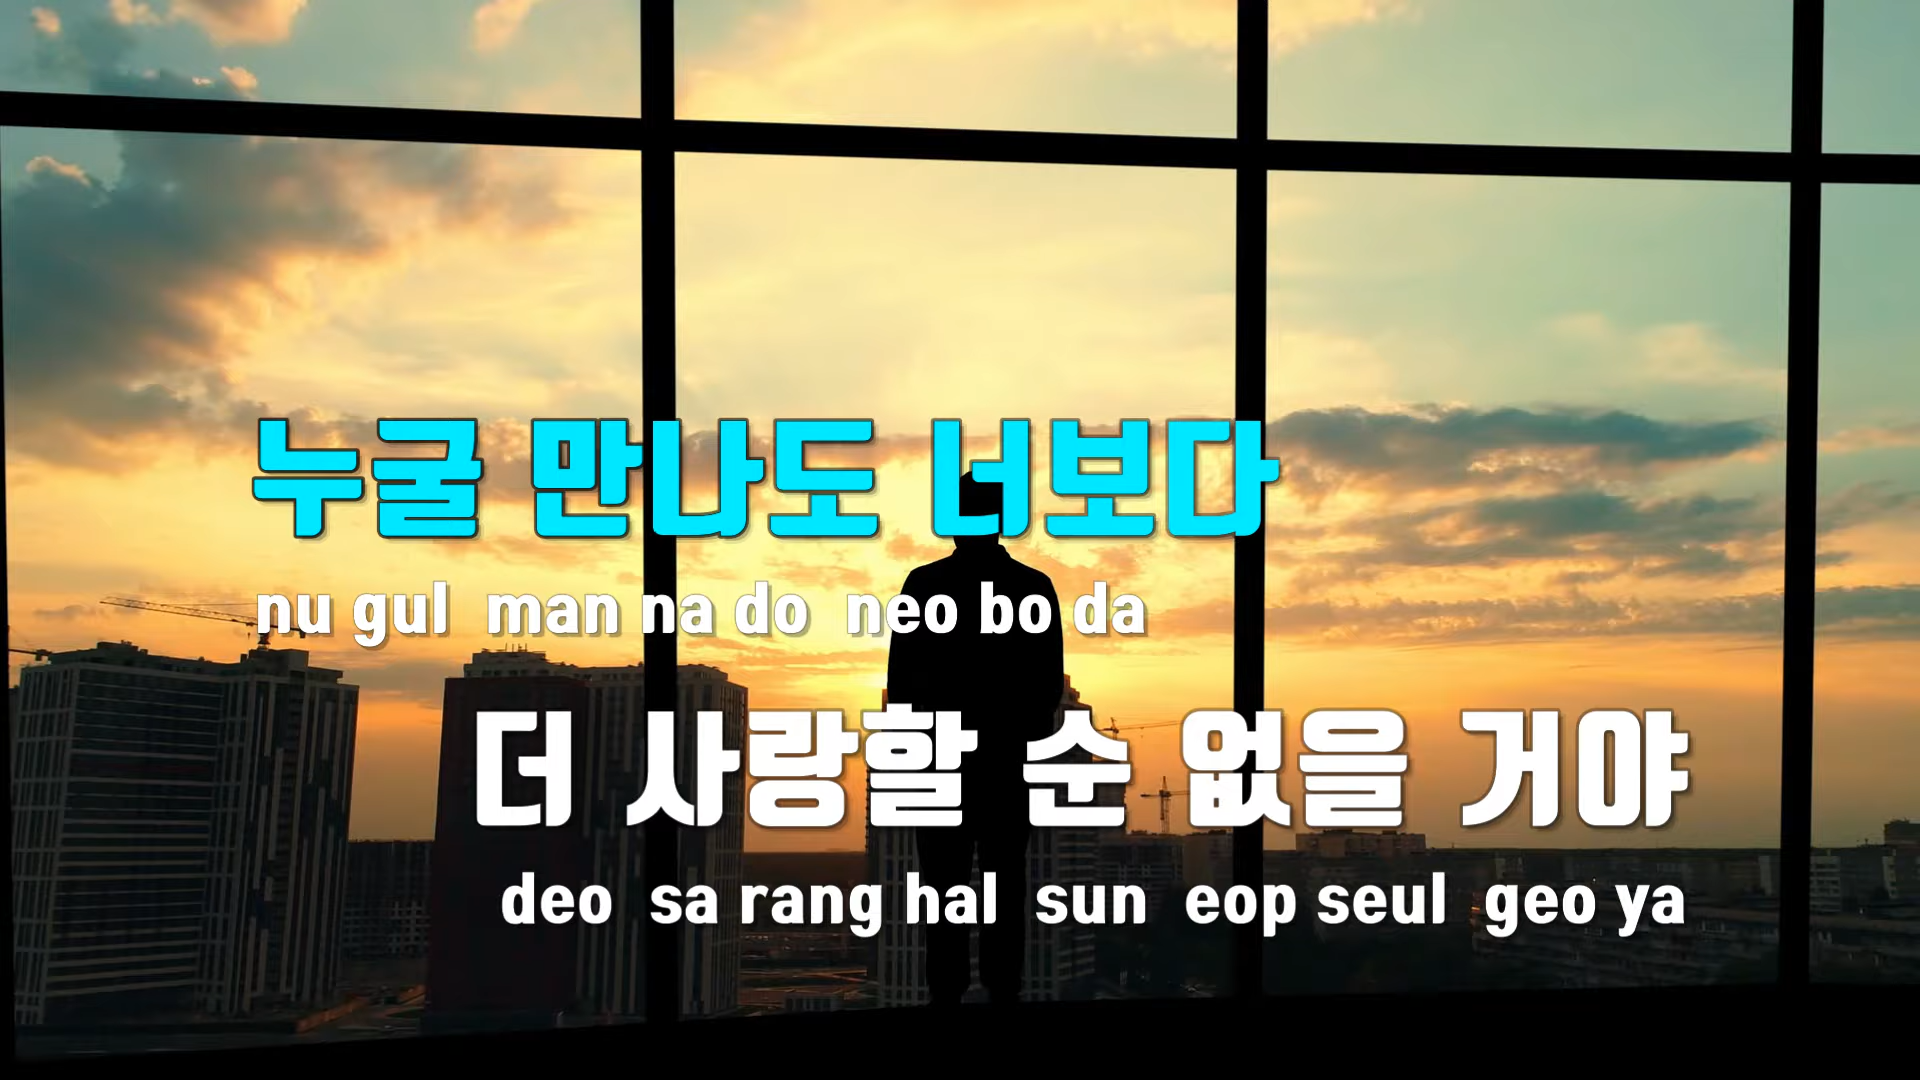 누굴 만나도 너보다
nu gul man na do neo bo da
더 사랑할 순 없을 거야
deo sa rang hal sun eop seul geo ya